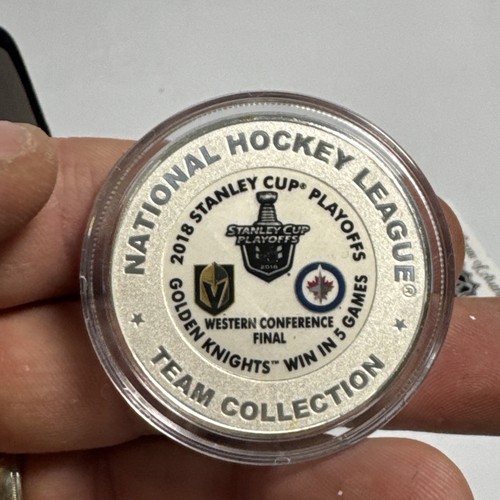 NATIONAL HOCKEY LEAGUE®
2018 STANLEY CUP® PLAYOFFS
STANLEY CUP
PLAYOFFS
2018
WESTERN CONFERENCE
FINAL
GOLDEN KNIGHTS™ WIN IN 5 GAMES
TEAM COLLECTION